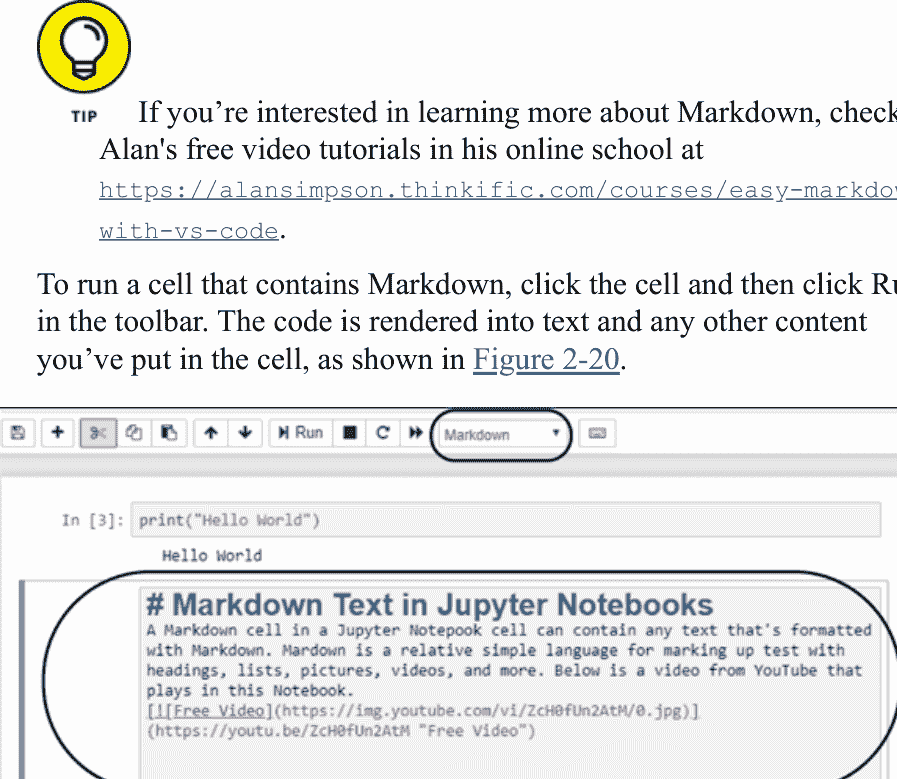 TIP If you’re interested in learning more about Markdown, check
Alan's free video tutorials in his online school at
https://alansimpson.thinkific.com/courses/easy-markdow
with-vs-code.
To run a cell that contains Markdown, click the cell and then click Ru
in the toolbar. The code is rendered into text and any other content
you’ve put in the cell, as shown in Figure 2-20.
Run Markdown
In [3]: print("Hello World")
Hello World
# Markdown Text in Jupyter Notebooks
A Markdown cell in a Jupyter Notepook cell can contain any text that's formatted
with Markdown. Mardown is a relative simple language for marking up test with
headings, lists, pictures, videos, and more. Below is a video from YouTube that
plays in this Notebook.
[![Free Video](https://img.youtube.com/vi/ZcH0fUn2AtM/0.jpg)]
(https://youtu.be/ZcH0fUn2AtM "Free Video")